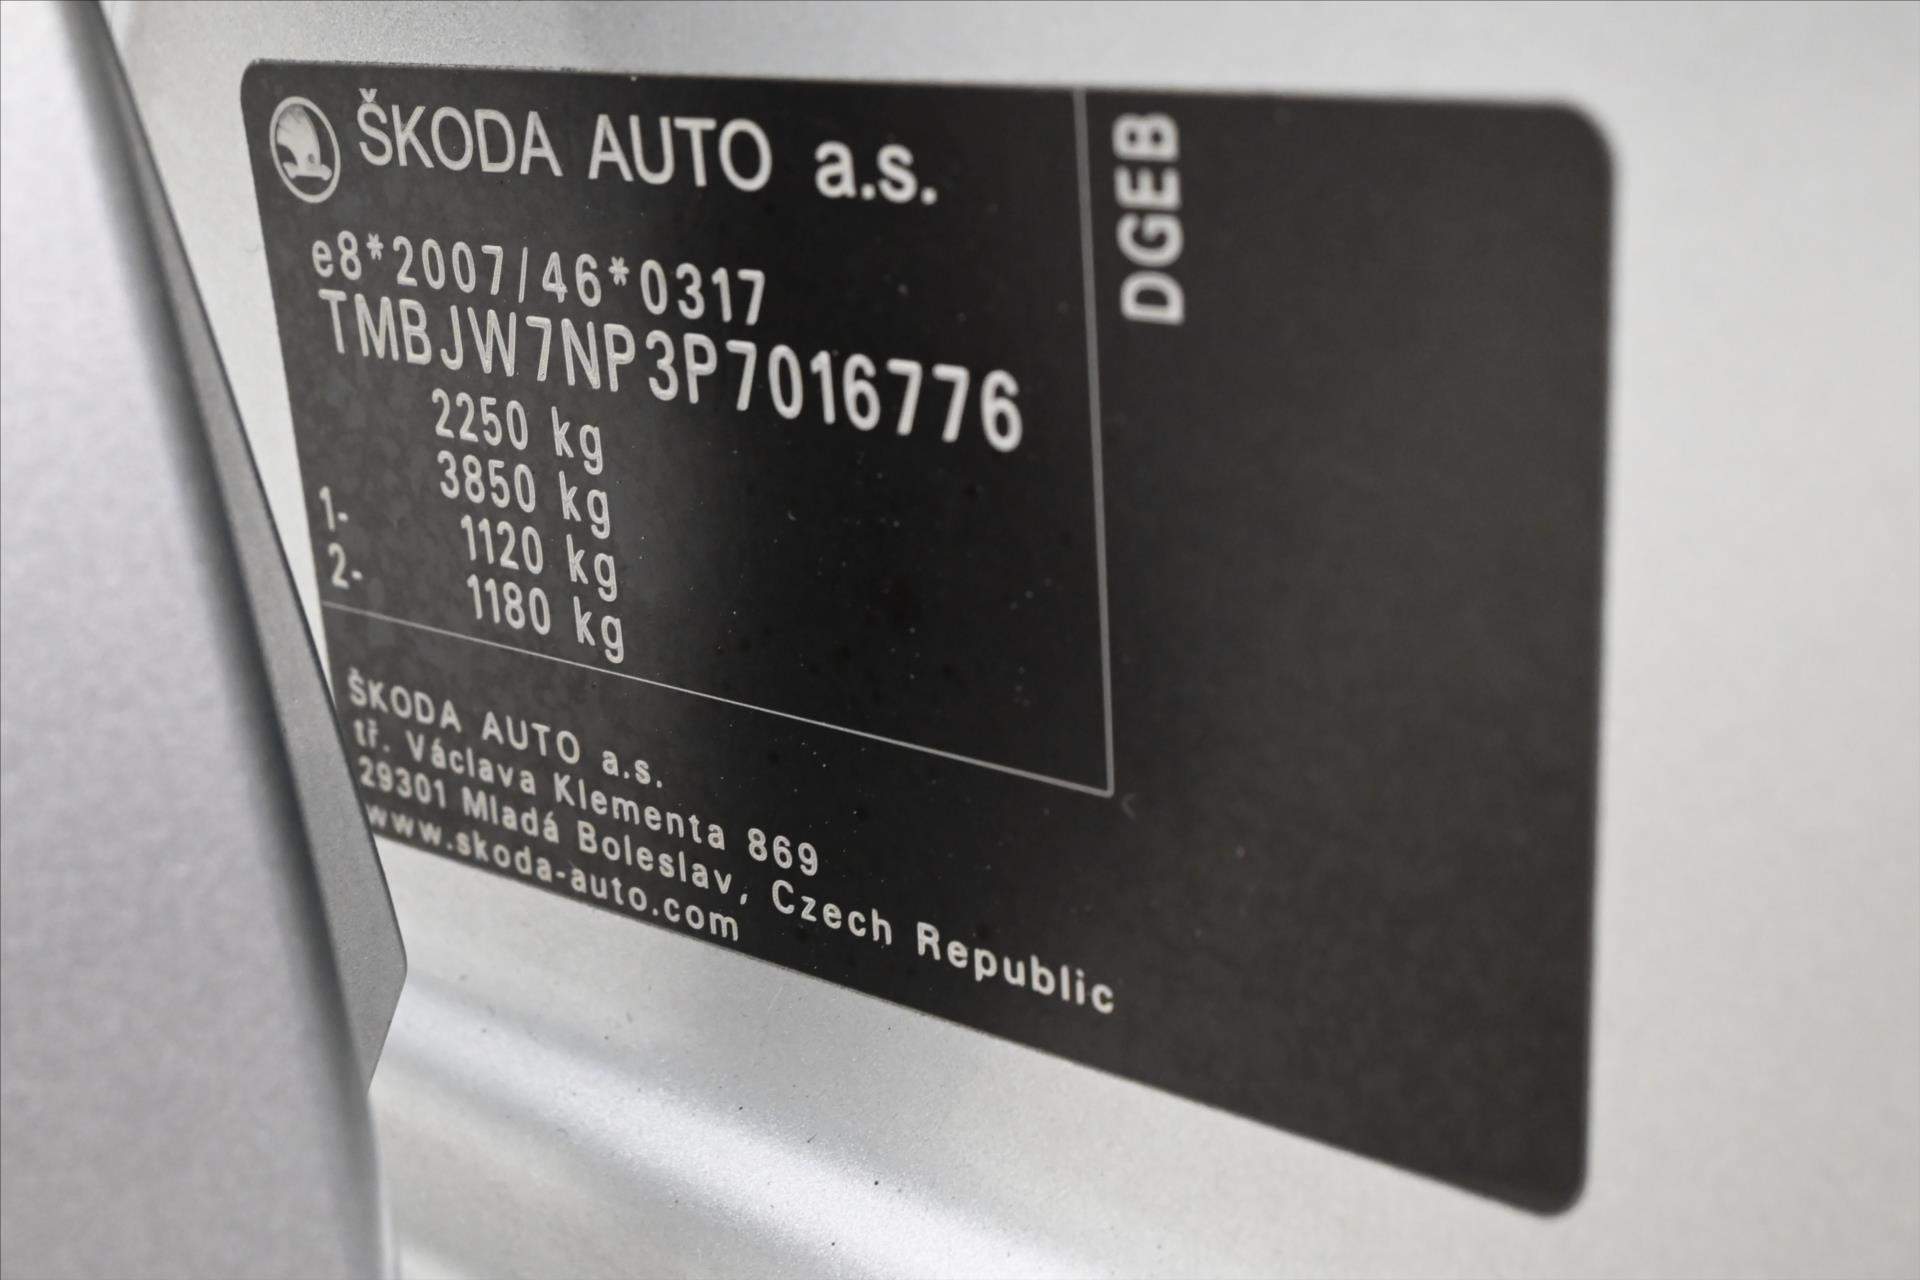 ŠKODA AUTO a.s.
e8*2007/46*0317
TMBJW7NP3P7016776
2250 kg
3850 kg
1- 1120 kg
2- 1180 kg
DGEB
ŠKODA AUTO a.s.
tř. Václava Klementa 869
29301 Mladá Boleslav, Czech Republic
www.skoda-auto.com